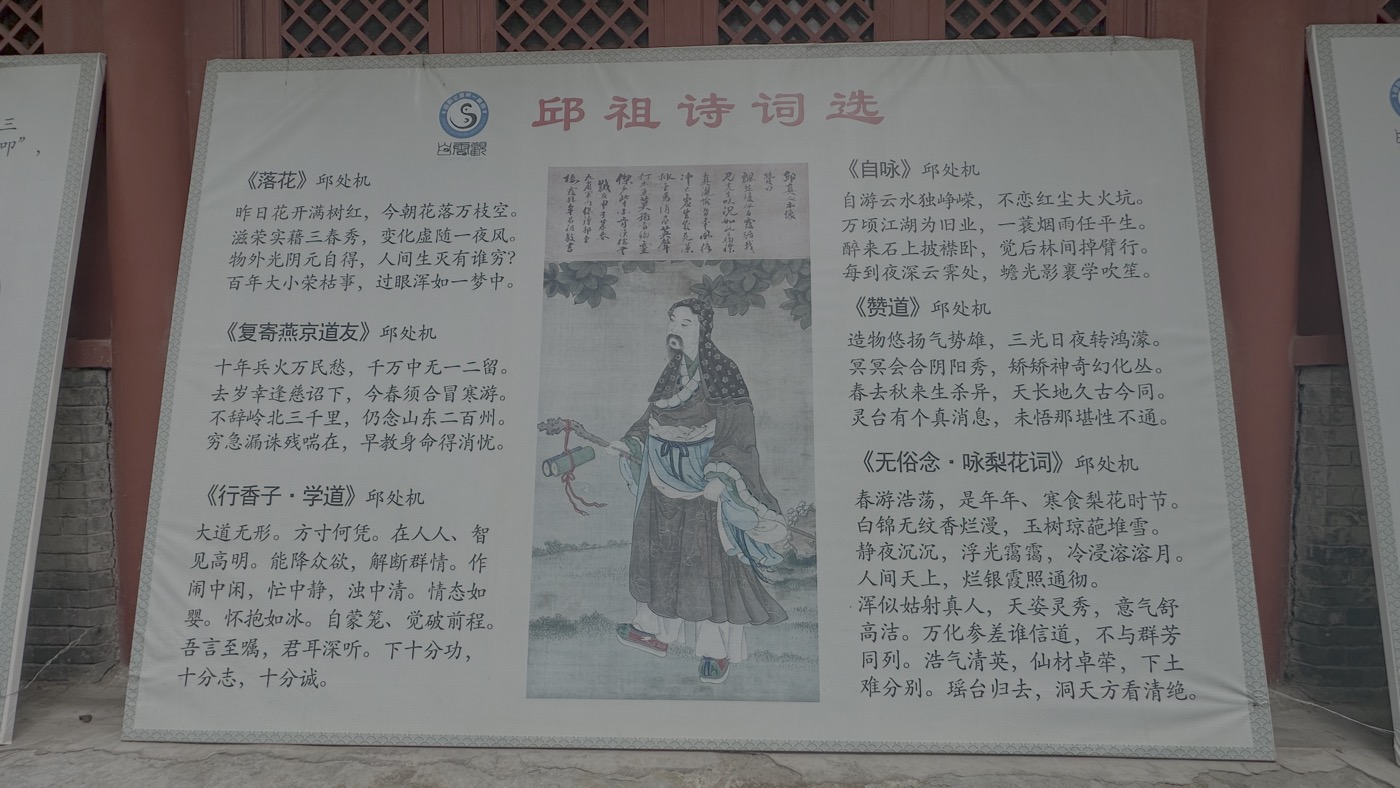 三
叩”，
白雲觀
邱祖诗词选
《落花》邱处机
昨日花开满树红，今朝花落万枝空。
滋荣实藉三春秀，变化虚随一夜风。
物外光阴元自得，人间生灭有谁穷？
百年大小荣枯事，过眼浑如一梦中。
《复寄燕京道友》邱处机
十年兵火万民愁，千万中无一二留。
去岁幸逢慈诏下，今春须合冒寒游。
不辞岭北三千里，仍念山东二百州。
穷急漏诛残喘在，早教身命得消忧。
《行香子·学道》邱处机
大道无形。方寸何凭。在人人、智
见高明。能降众欲，解断群情。作
闹中闲，忙中静，浊中清。情态如
婴。怀抱如冰。自蒙笼、觉破前程。
吾言至嘱，君耳深听。下十分功，
十分志，十分诚。
《自咏》邱处机
自游云水独峥嵘，不恋红尘大火坑。
万顷江湖为旧业，一蓑烟雨任平生。
醉来石上披襟卧，觉后林间掉臂行。
每到夜深云霁处，蟾光影裹学吹笙。
《赞道》邱处机
造物悠扬气势雄，三光日夜转鸿濛。
冥冥会合阴阳秀，矫矫神奇幻化丛。
春去秋来生杀异，天长地久古今同。
灵台有个真消息，未悟那堪性不通。
《无俗念·咏梨花词》邱处机
春游浩荡，是年年、寒食梨花时节。
白锦无纹香烂漫，玉树琼葩堆雪。
静夜沉沉，浮光霭霭，冷浸溶溶月。
人间天上，烂银霞照通彻。
浑似姑射真人，天姿灵秀，意气舒
高洁。万化参差谁信道，不与群芳
同列。浩气清英，仙材卓荦，下土
难分别。瑶台归去，洞天方看清绝。